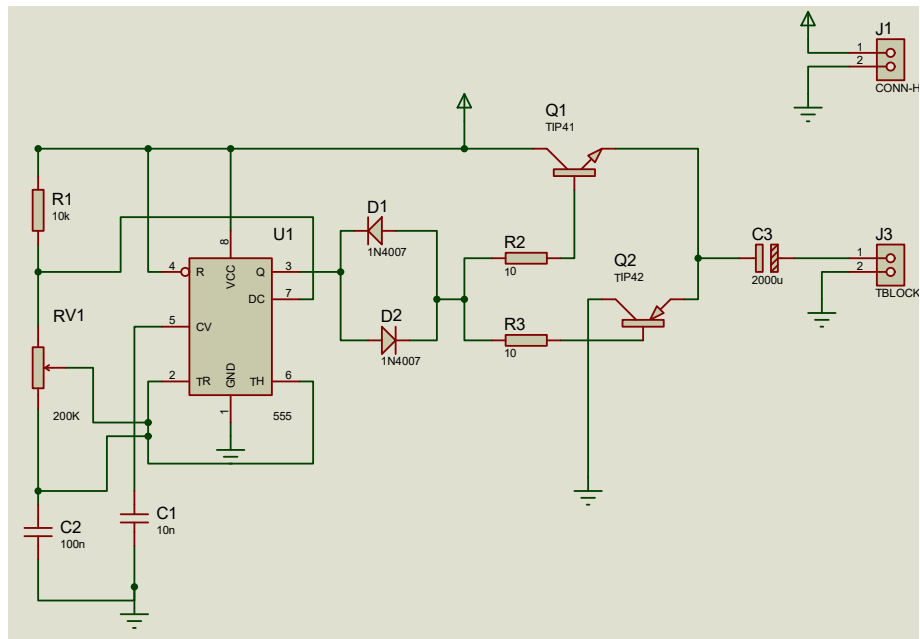 J1
1
2
CONN-H
Q1
TIP41
R1
10k
D1
1N4007
U1
8
VCC
4
R
Q
3
DC
7
R2
10
Q2
TIP42
C3
2000u
J3
1
2
TBLOCK
RV1
5
CV
D2
1N4007
R3
10
2
TR
GND
TH
6
1
555
200K
C1
10n
C2
100n